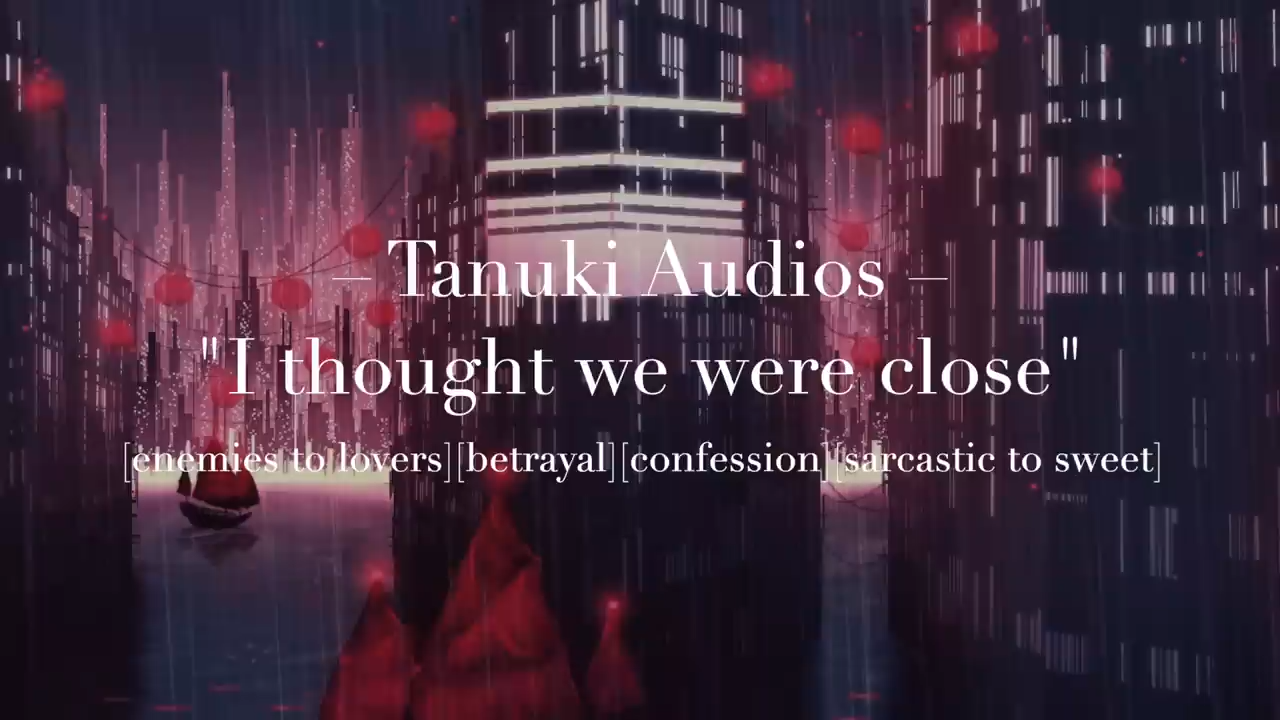 – Tanuki Audios –
"I thought we were close"
[enemies to lovers][betrayal][confession][sarcastic to sweet]